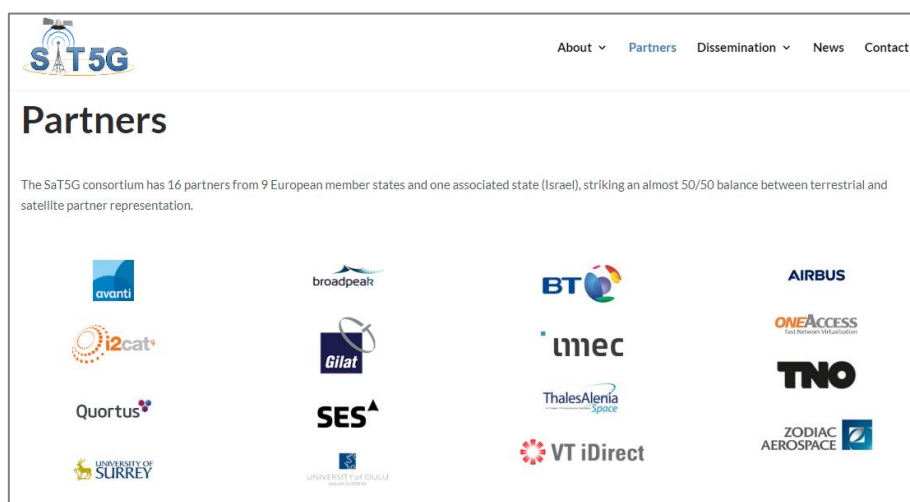 SAT5G
About
Partners
Dissemination
News
Contact
Partners
The SaT5G consortium has 16 partners from 9 European member states and one associated state (Israel), striking an almost 50/50 balance between terrestrial and
satellite partner representation.
avanti
broadpeak
BT
AIRBUS
i2cat
Gilat
imec
ONEACCESS
Fast Network Virtualization
Quortus
SES
ThalesAlenia
Space
TNO
UNIVERSITY OF
SURREY
UNIVERSITY of OULU
VT iDirect
ZODIAC
AEROSPACE